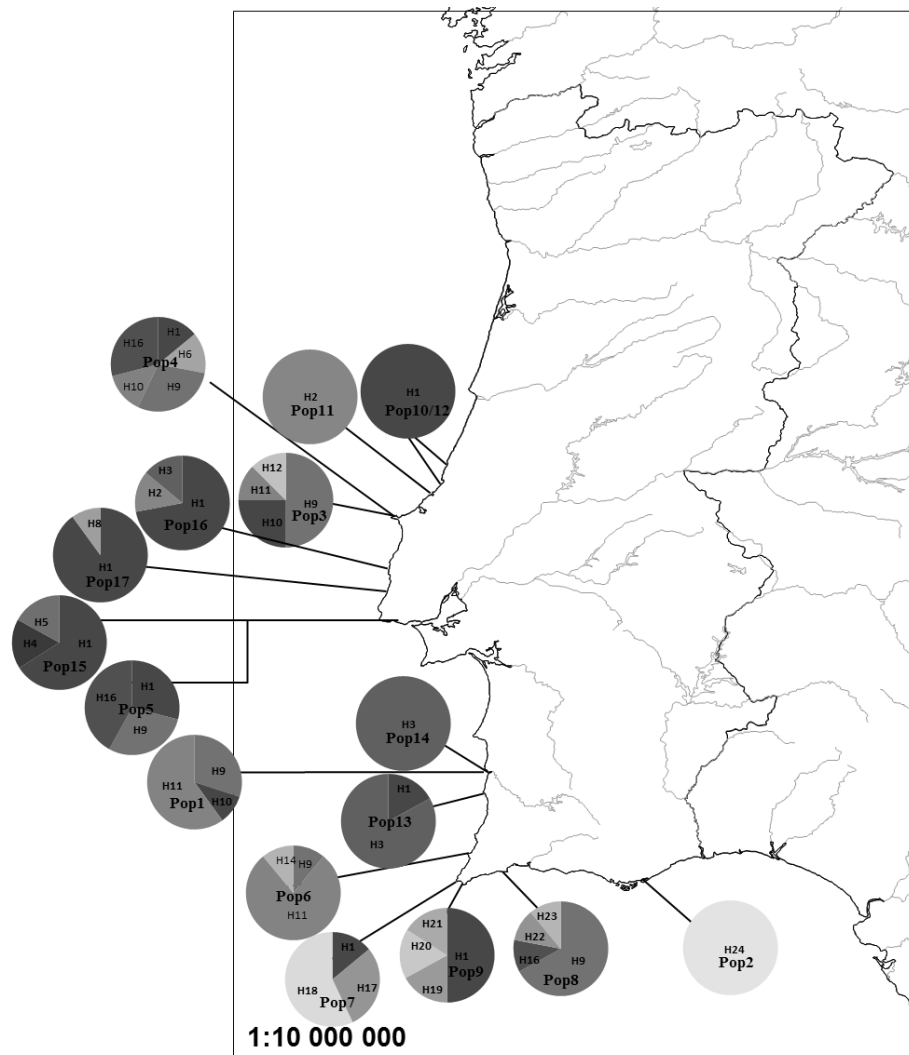 H16
H1
Pop4
H6
H10
H9
H2
Pop11
H1
Pop10/12
H3
H2
H1
Pop16
H12
H11
H9
Pop3
H10
H8
H1
Pop17
H5
H4
H1
Pop15
H16
H1
Pop5
H9
H3
Pop14
H11
H9
Pop1
H10
H1
Pop13
H3
H14
H9
Pop6
H11
H1
H18
H17
Pop7
H21
H20
H1
Pop9
H19
H23
H22
H16
H9
Pop8
H24
Pop2
1:10 000 000